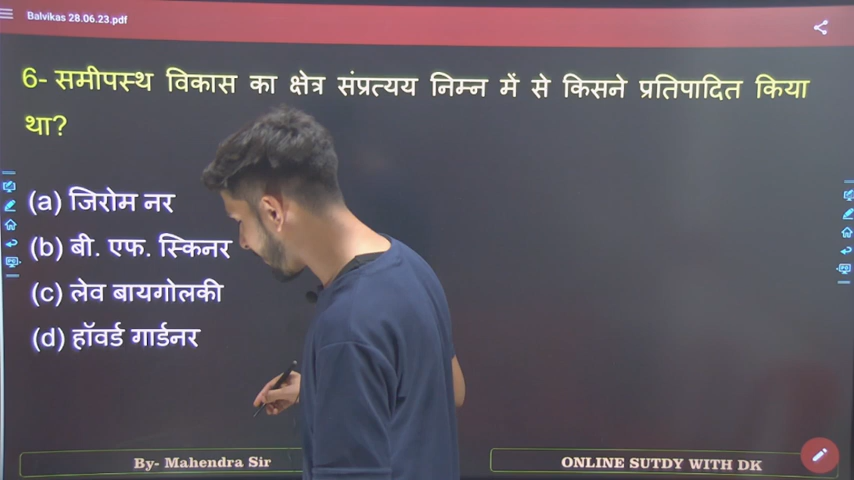 Balvikas 28.06.23.pdf
6- समीपस्थ विकास का क्षेत्र संप्रत्यय निम्न में से किसने प्रतिपादित किया
था?
(a) जिरोम नर
(b) बी. एफ. स्किनर
(c) लेव बायगोलकी
(d) हॉवर्ड गार्डनर
By- Mahendra Sir
ONLINE SUTDY WITH DK